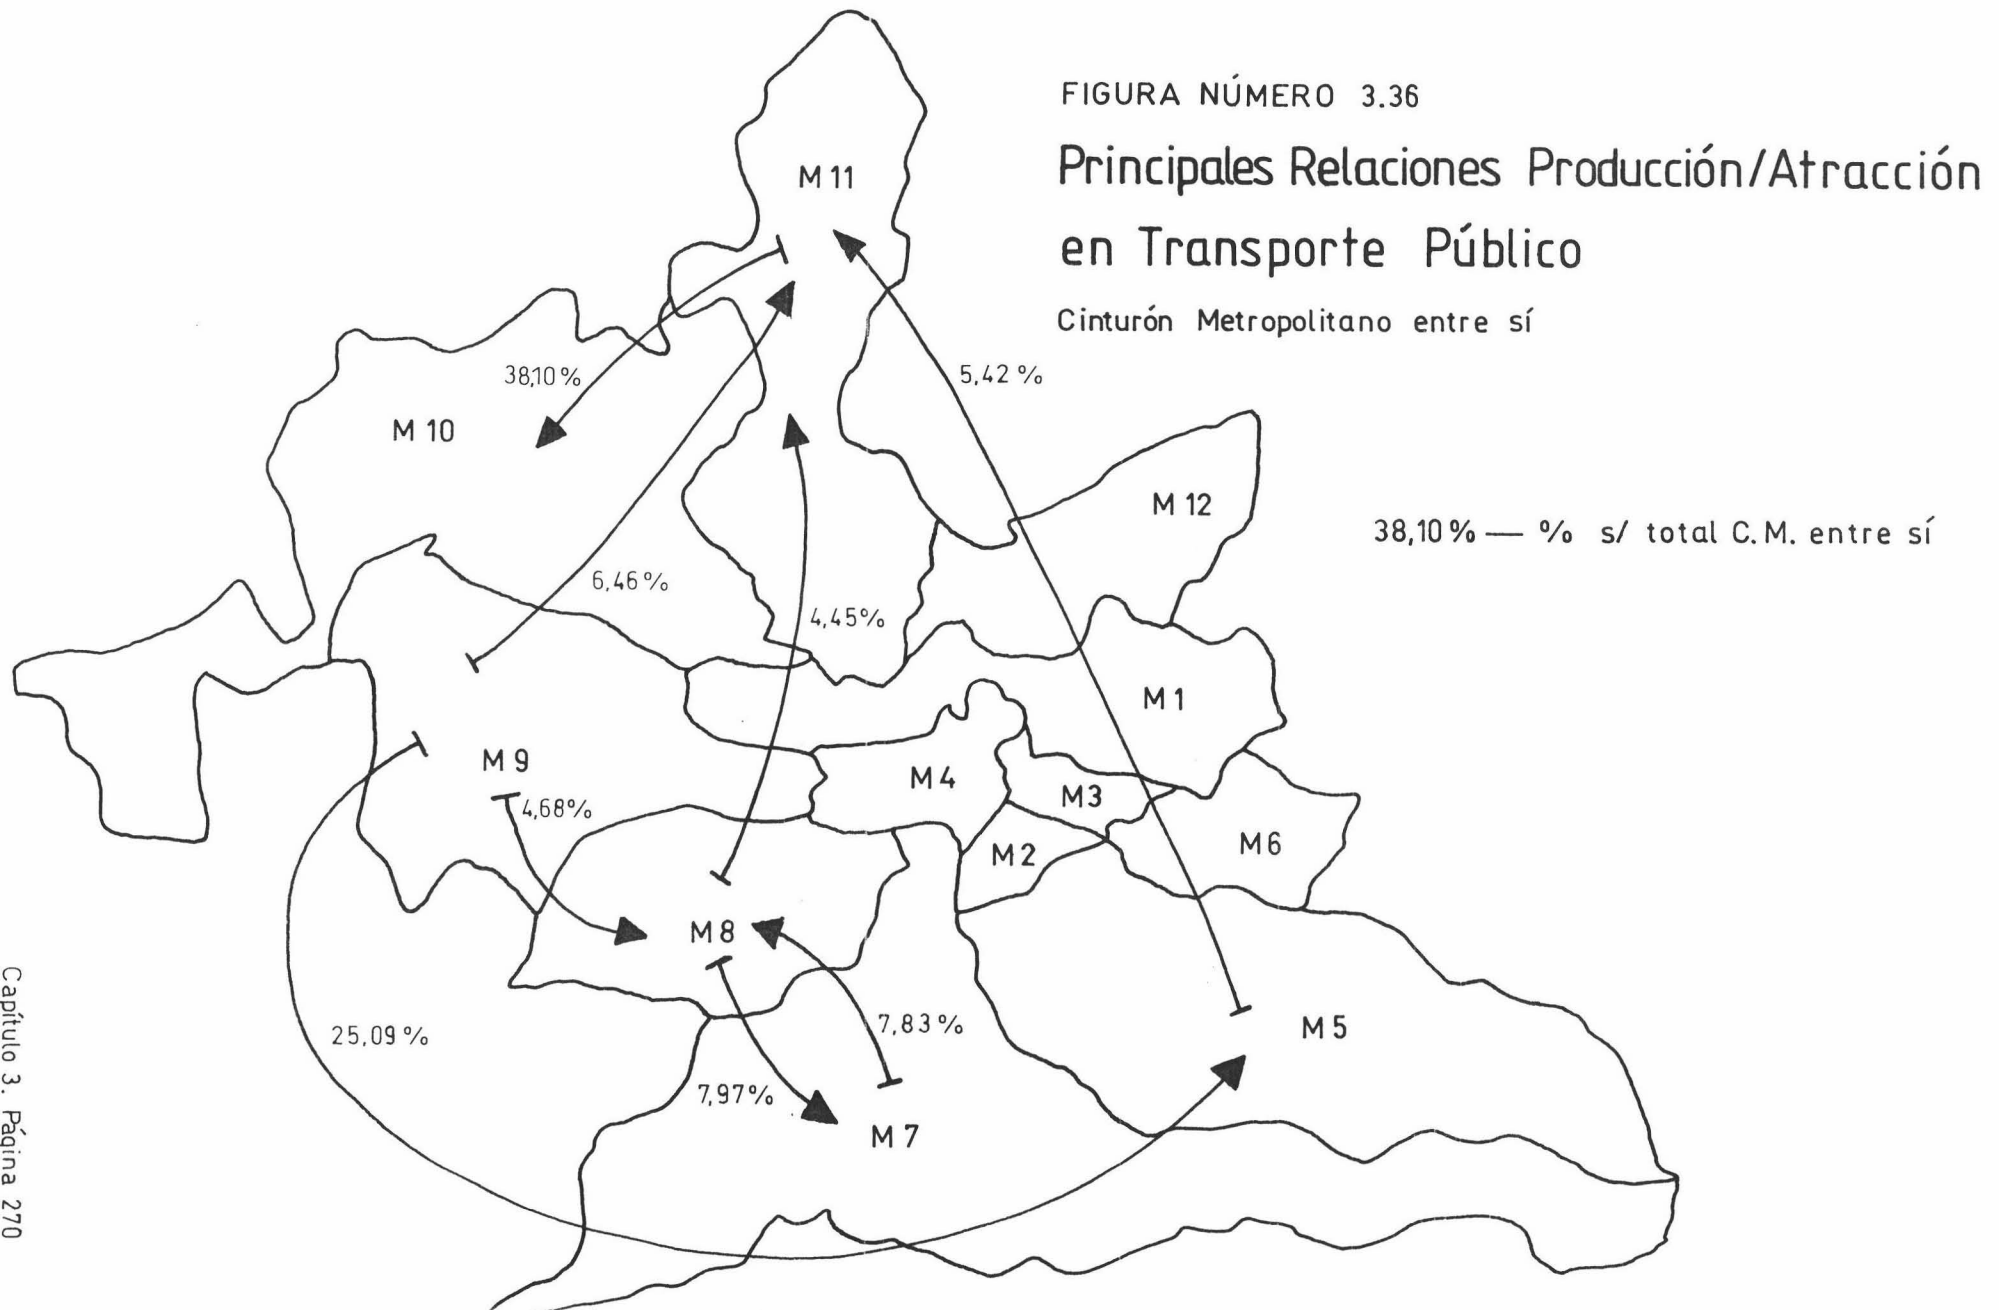 FIGURA NÚMERO 3.36
Principales Relaciones Producción/Atracción
en Transporte Público
Cinturón Metropolitano entre sí
M 11
38,10%
5,42 %
M 10
M 12
38,10% — % s/ total C.M. entre sí
6,46%
4,45%
M 1
M 9
M 4
M3
4,68%
M2
M 6
M 8
25,09 %
7,83 %
M 5
7,97%
M 7
Capítulo 3. Página 270